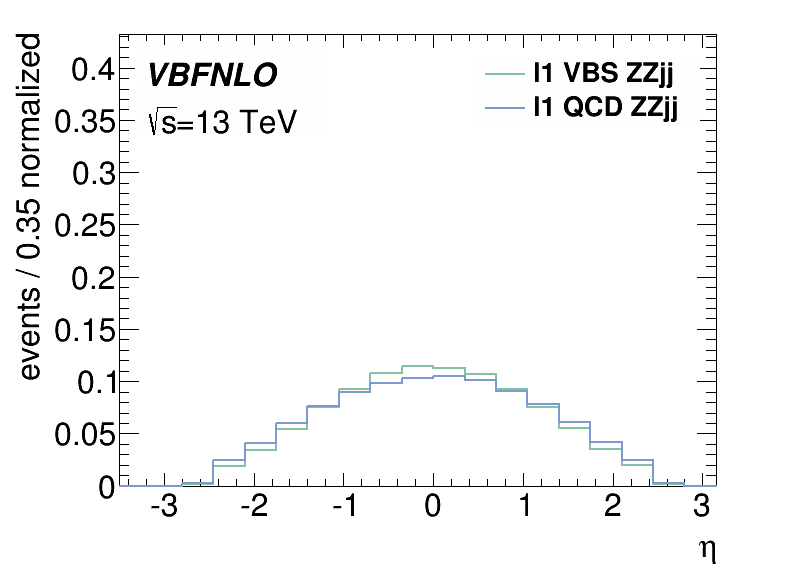 VBFNLO
√s=13 TeV
l1 VBS ZZjj
l1 QCD ZZjj
events / 0.35 normalized
0.4
0.35
0.3
0.25
0.2
0.15
0.1
0.05
0
-3 -2 -1 0 1 2 3
η